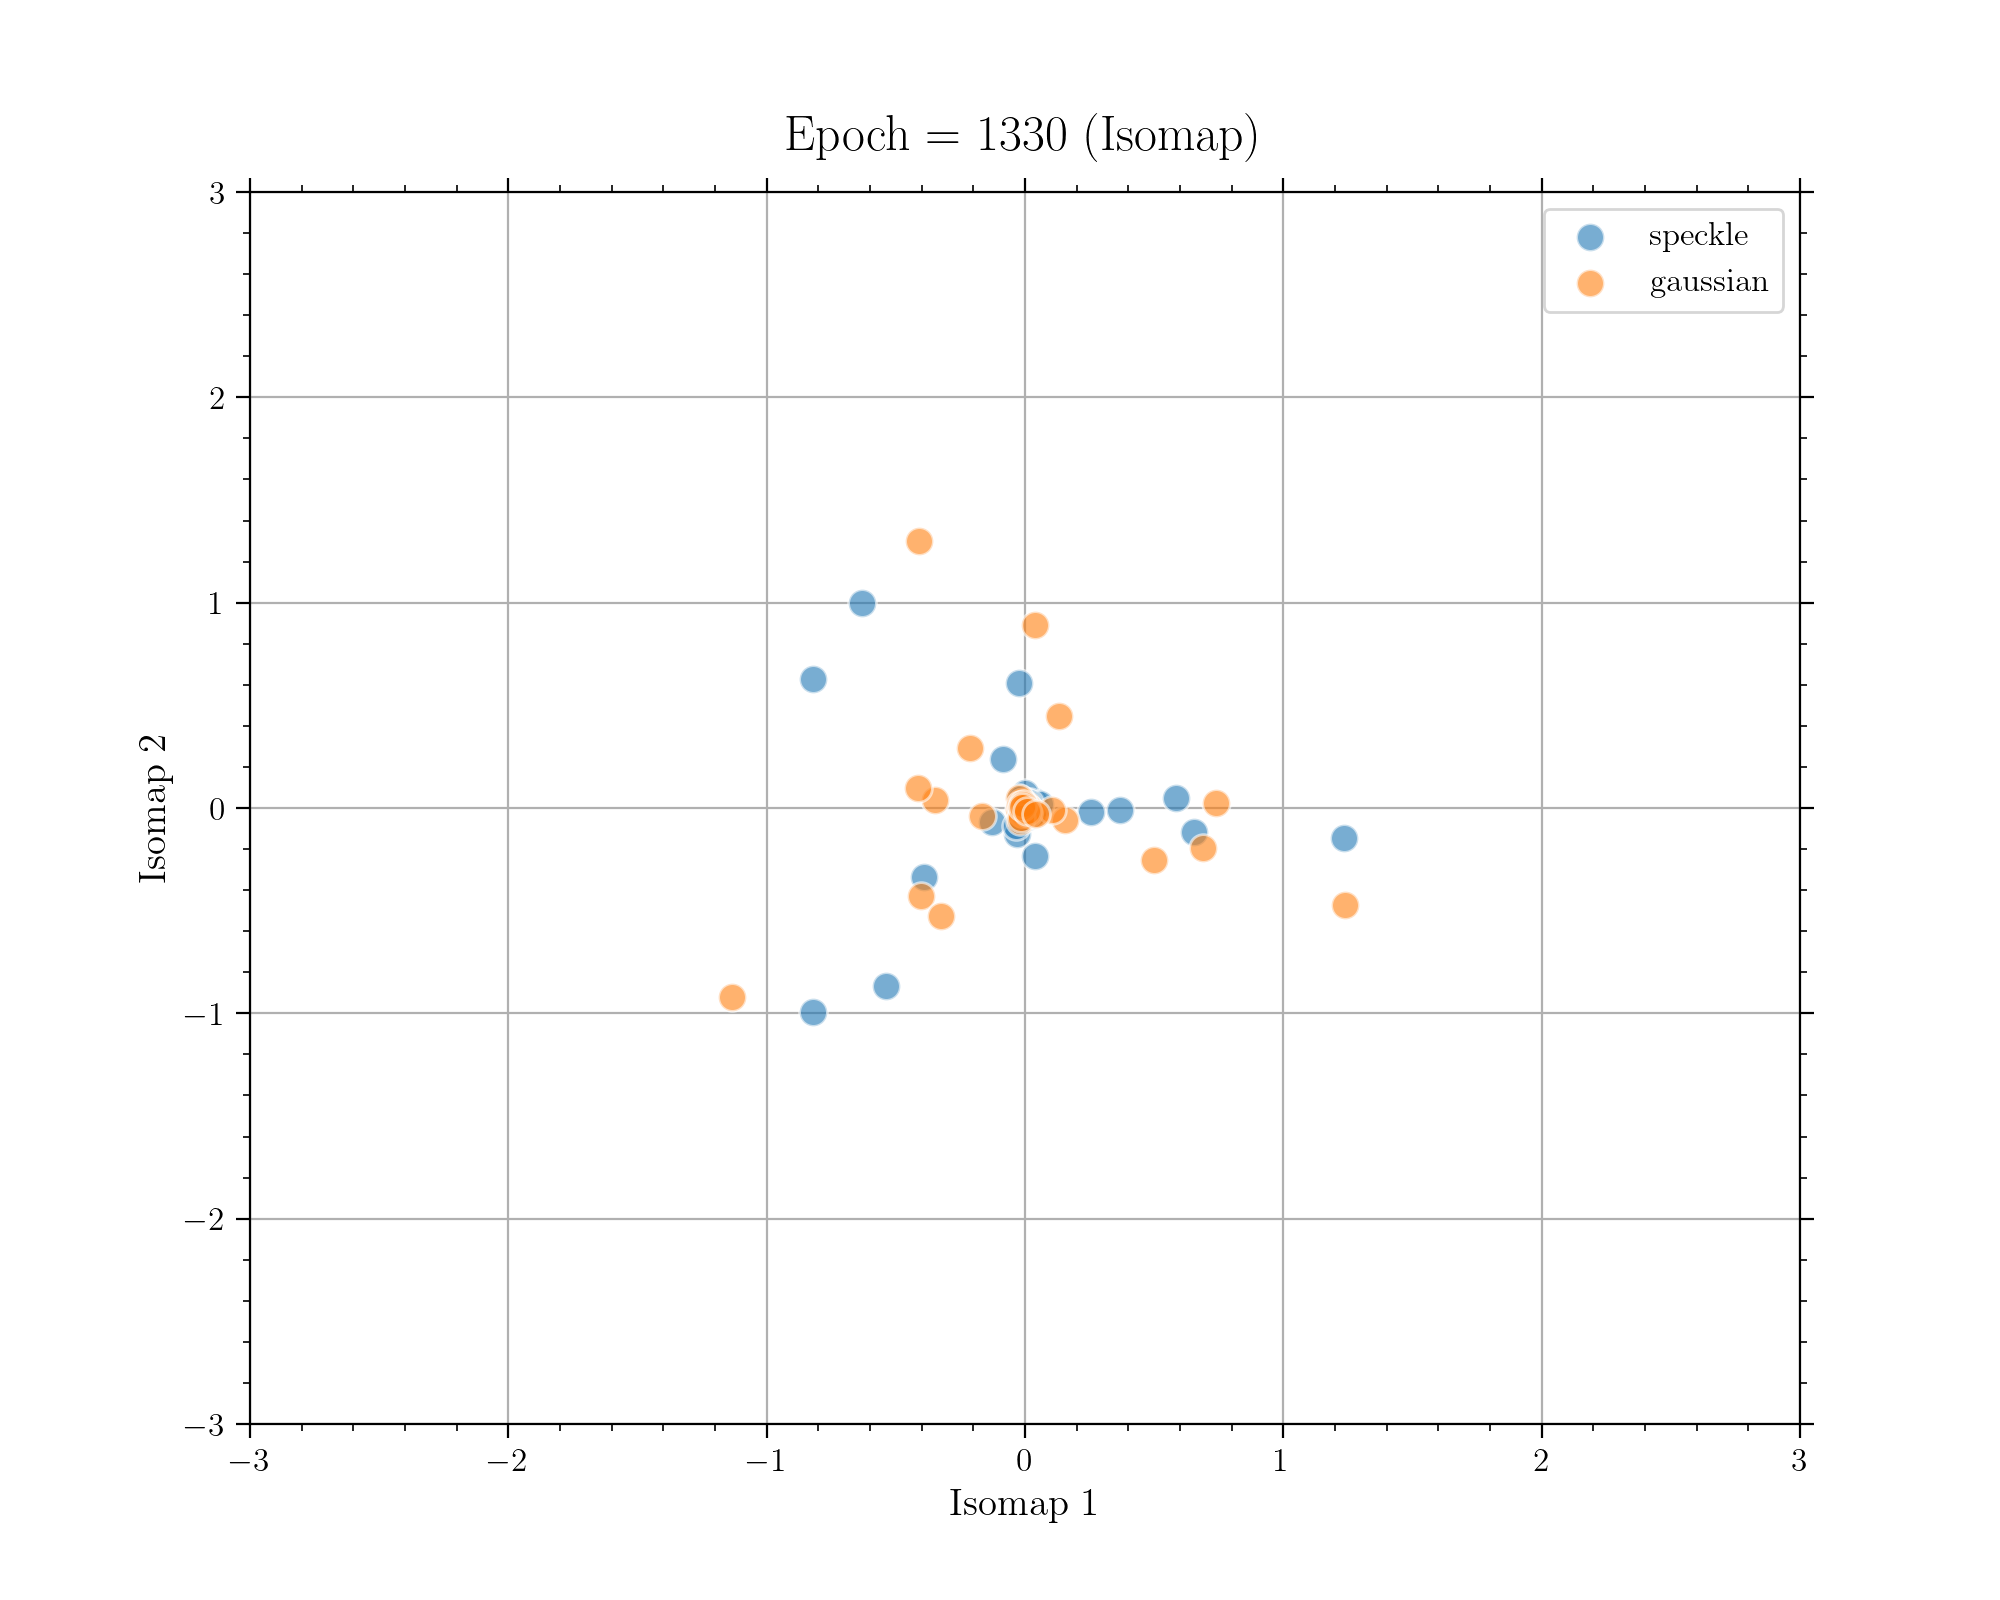 Epoch = 1330 (Isomap)
speckle
gaussian
3
2
1
0
−1
−2
−3
Isomap 2
−3
−2
−1
0
1
2
3
Isomap 1